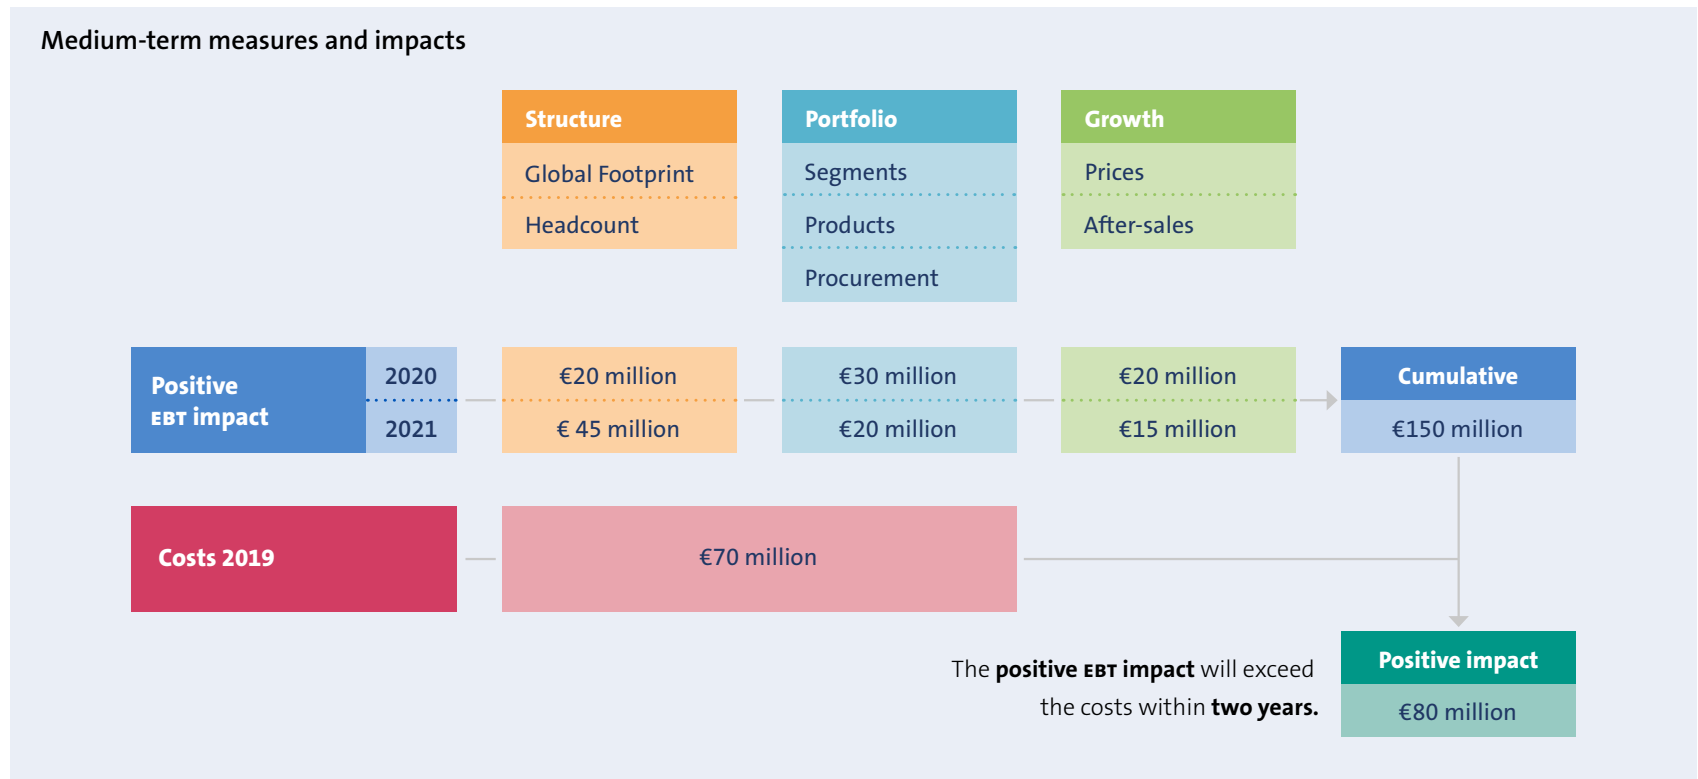 Medium-term measures and impacts
Structure
Global Footprint
Headcount
Portfolio
Segments
Products
Procurement
Growth
Prices
After-sales
Positive
EBT impact
2020
2021
€20 million
€ 45 million
€30 million
€20 million
€20 million
€15 million
Cumulative
€150 million
Costs 2019
€70 million
The positive EBT impact will exceed
the costs within two years.
Positive impact
€80 million